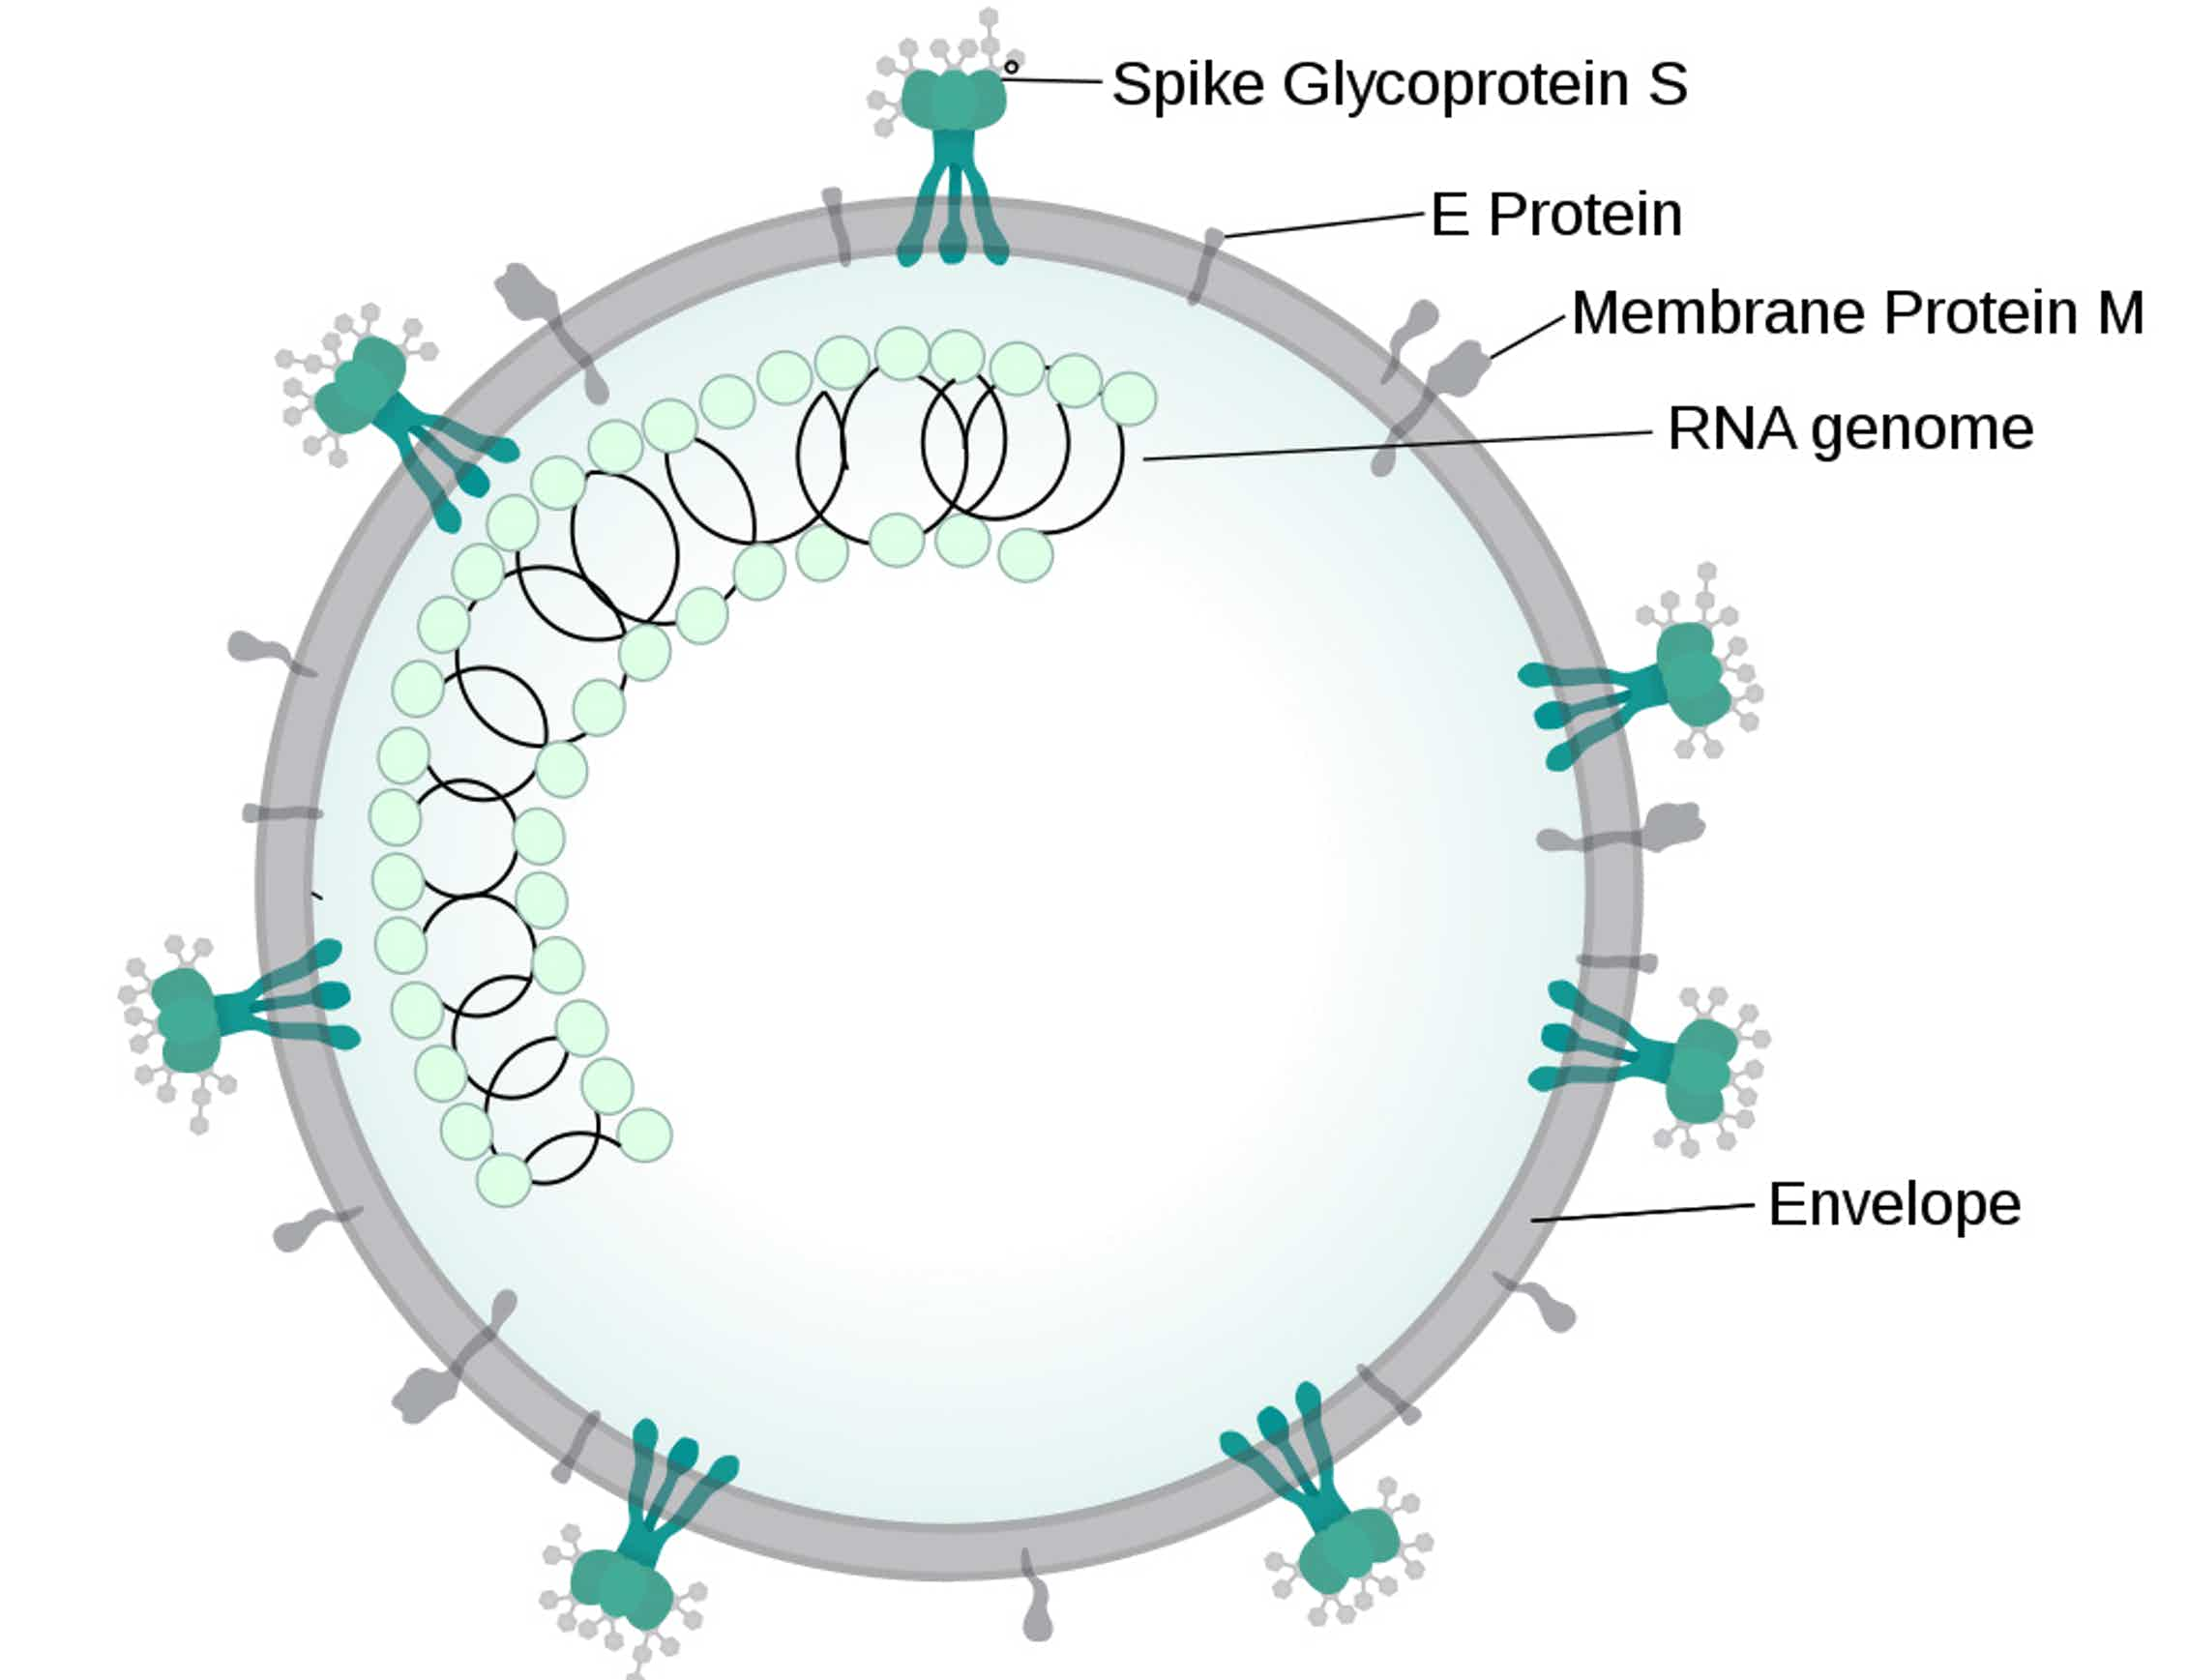 Spike Glycoprotein S
E Protein
Membrane Protein M
RNA genome
Envelope